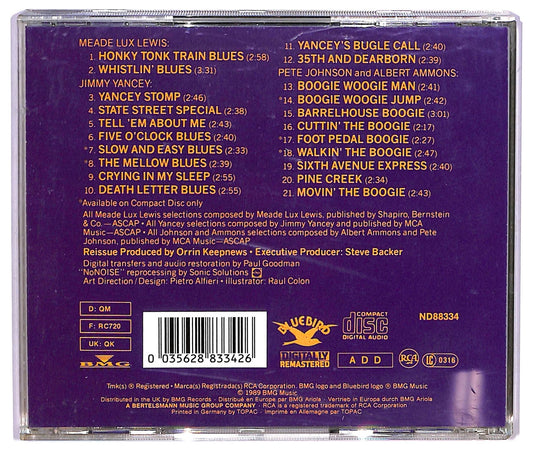 MEADE LUX LEWIS:
1. HONKY TONK TRAIN BLUES (2:58)
2. WHISTLIN' BLUES (3:31)
JIMMY YANCEY:
3. YANCEY STOMP (2:46)
4. STATE STREET SPECIAL (2:38)
5. TELL 'EM ABOUT ME (2:43)
6. FIVE O'CLOCK BLUES (2:40)
*7. SLOW AND EASY BLUES (2:33)
*8. THE MELLOW BLUES (2:39)
9. CRYING IN MY SLEEP (2:55)
10. DEATH LETTER BLUES (2:55)
11. YANCEY'S BUGLE CALL (2:40)
12. 35TH AND DEARBORN (2:39)
PETE JOHNSON and ALBERT AMMONS:
13. BOOGIE WOOGIE MAN (2:41)
*14. BOOGIE WOOGIE JUMP (2:42)
15. BARRELHOUSE BOOGIE (3:01)
16. CUTTIN' THE BOOGIE (2:17)
*17. FOOT PEDAL BOOGIE (2:27)
*18. WALKIN' THE BOOGIE (2:27)
19. SIXTH AVENUE EXPRESS (2:40)
20. PINE CREEK (2:34)
21. MOVIN' THE BOOGIE (2:43)
*Available on Compact Disc only
All Meade Lux Lewis selections composed by Meade Lux Lewis, published by Shapiro, Bernstein
& Co.—ASCAP • All Yancey selections composed by Jimmy Yancey, published by MCA
Music—ASCAP • All Johnson and Ammons selections composed by Albert Ammons and Pete
Johnson, published by MCA Music—ASCAP
Reissue Produced by Orrin Keepnews • Executive Producer: Steve Backer
Digital transfers and audio restoration by Paul Goodman
"NoNOISE" reprocessing by Sonic Solutions
Art Direction/Design: Pietro Alfieri • illustrator: Raul Colon
D: QM
F: RC720
UK: QK
BMG
0 035628 833426
BLUEBIRD
DIGITALLY
REMASTERED
COMPACT
disc
DIGITAL AUDIO
ADD
ND88334
RCA
LC 0316
Tmk(s) ® Registered • Marca(s) Registrada(s) RCA Corporation. BMG logo and Bluebird logo ® BMG Music
© 1989 BMG Music
Distributed in the UK by BMG Records • Distribué en Europe par BMG Ariola • Vertrieb in Europa durch BMG Ariola
A BERTELSMANN MUSIC GROUP COMPANY • RCA is a registered trademark of RCA Corporation
Printed in Germany by TOPAC • Imprimé en Allemagne par TOPAC